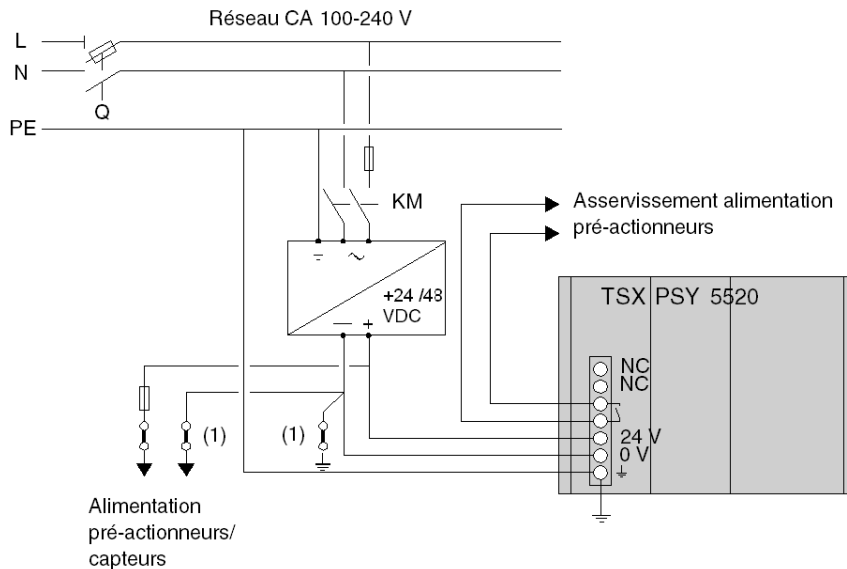 Réseau CA 100-240 V
L
N
Q
PE
KM
Asservissement alimentation
pré-actionneurs
+24 /48
VDC
TSX PSY 5520
NC
NC
24 V
0 V
(1)
(1)
Alimentation
pré-actionneurs/
capteurs